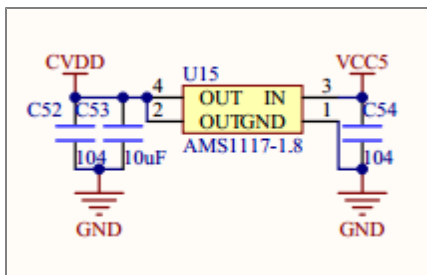 CVDD
U15
VCC5
4
OUT IN
3
C52
C53
2
OUTGND
1
C54
104
10uF
AMS1117-1.8
104
GND
GND